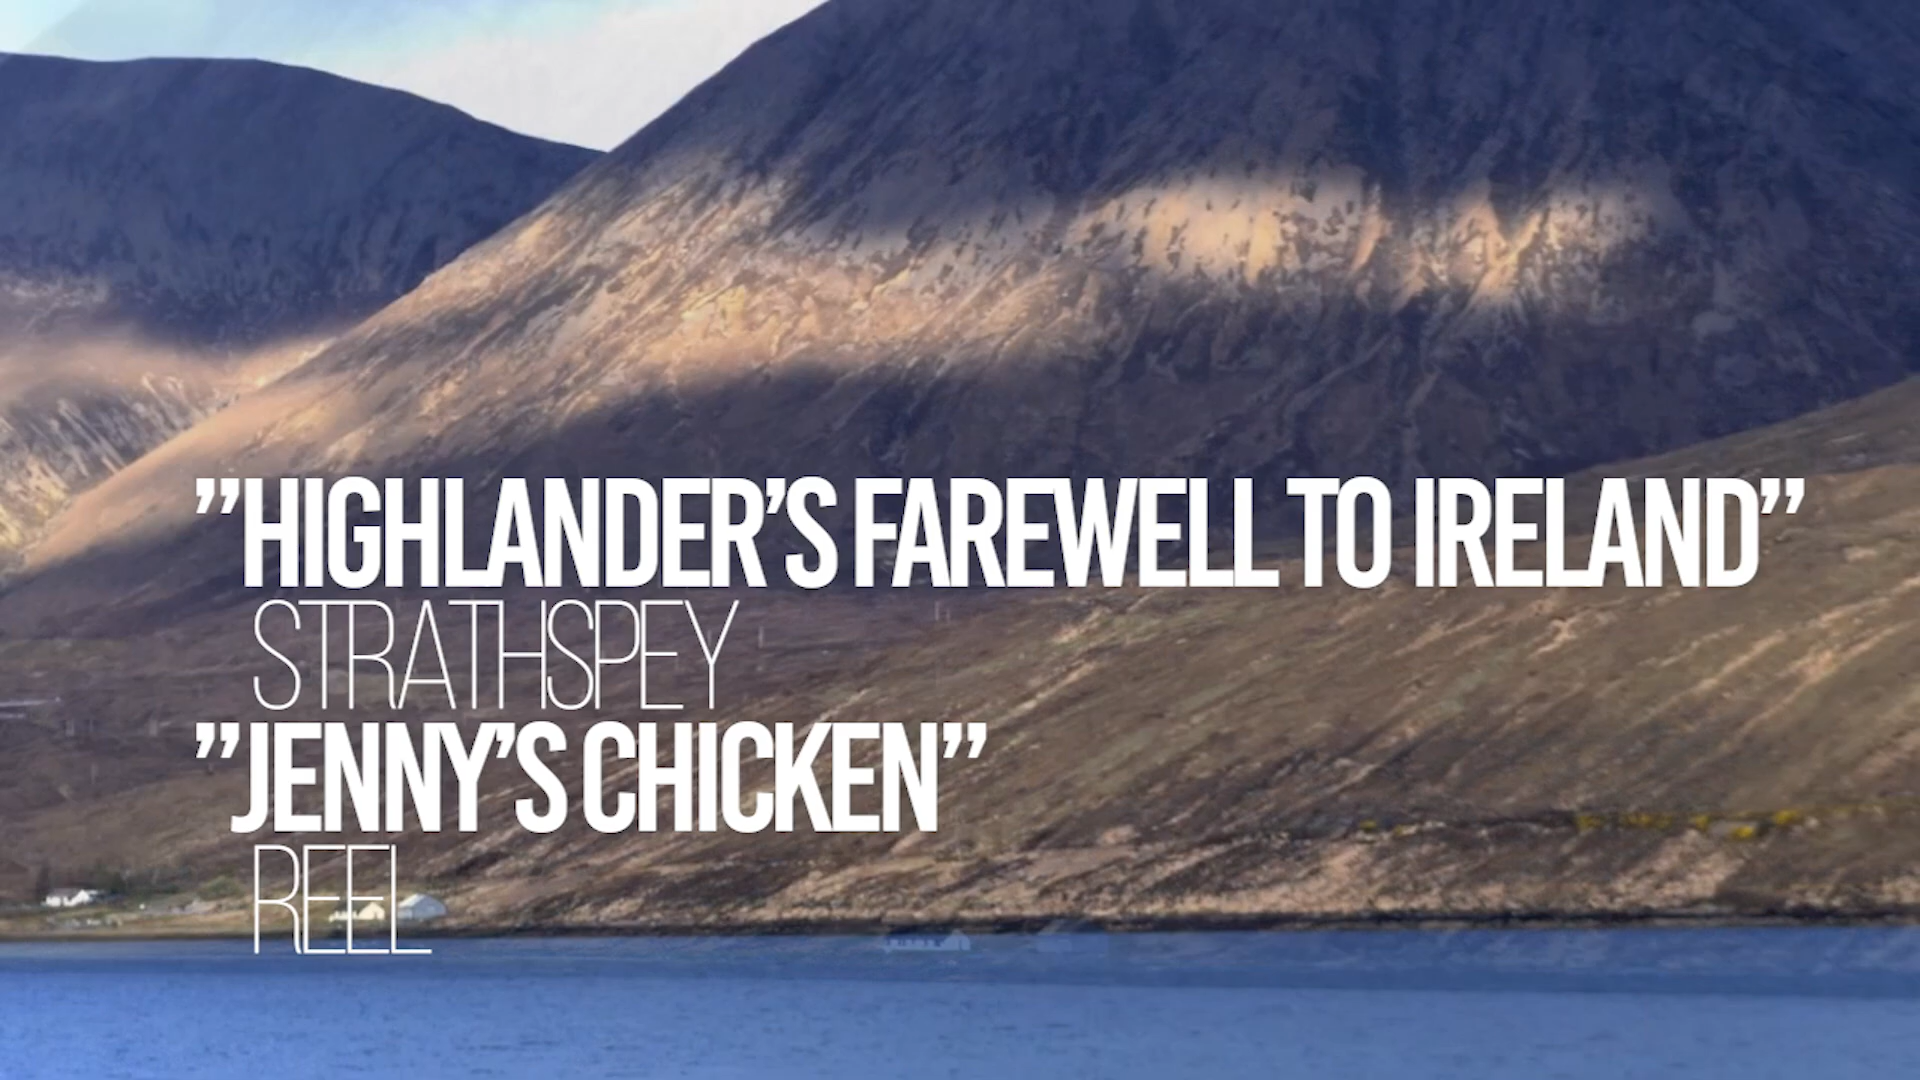 ”HIGHLANDER’S FAREWELL TO IRELAND”
STRATHSPEY
”JENNY’S CHICKEN”
REEL